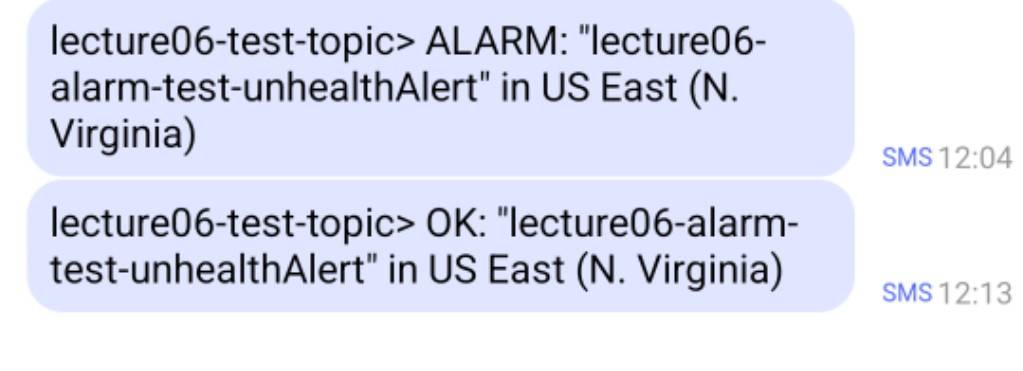 lecture06-test-topic> ALARM: "lecture06-
alarm-test-unhealthAlert" in US East (N.
Virginia)
SMS 12:04
lecture06-test-topic> OK: "lecture06-alarm-
test-unhealthAlert" in US East (N. Virginia)
SMS 12:13